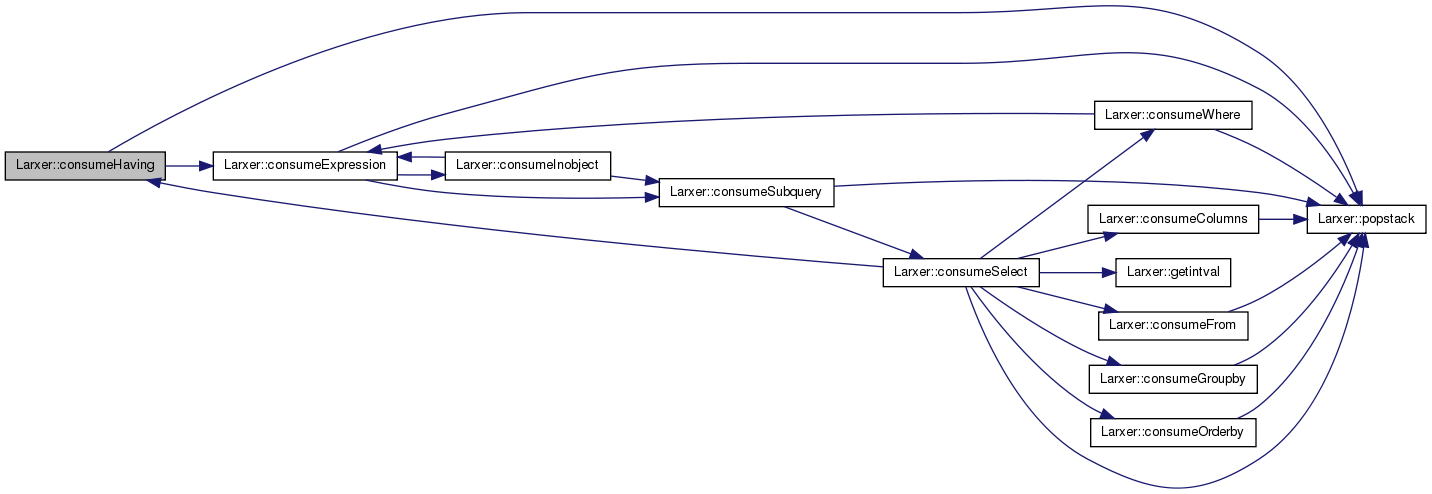 Larxer::consumeHaving
Larxer::consumeExpression
Larxer::consumeInobject
Larxer::consumeSubquery
Larxer::consumeSelect
Larxer::consumeWhere
Larxer::consumeColumns
Larxer::getintval
Larxer::consumeFrom
Larxer::consumeGroupby
Larxer::consumeOrderby
Larxer::popstack